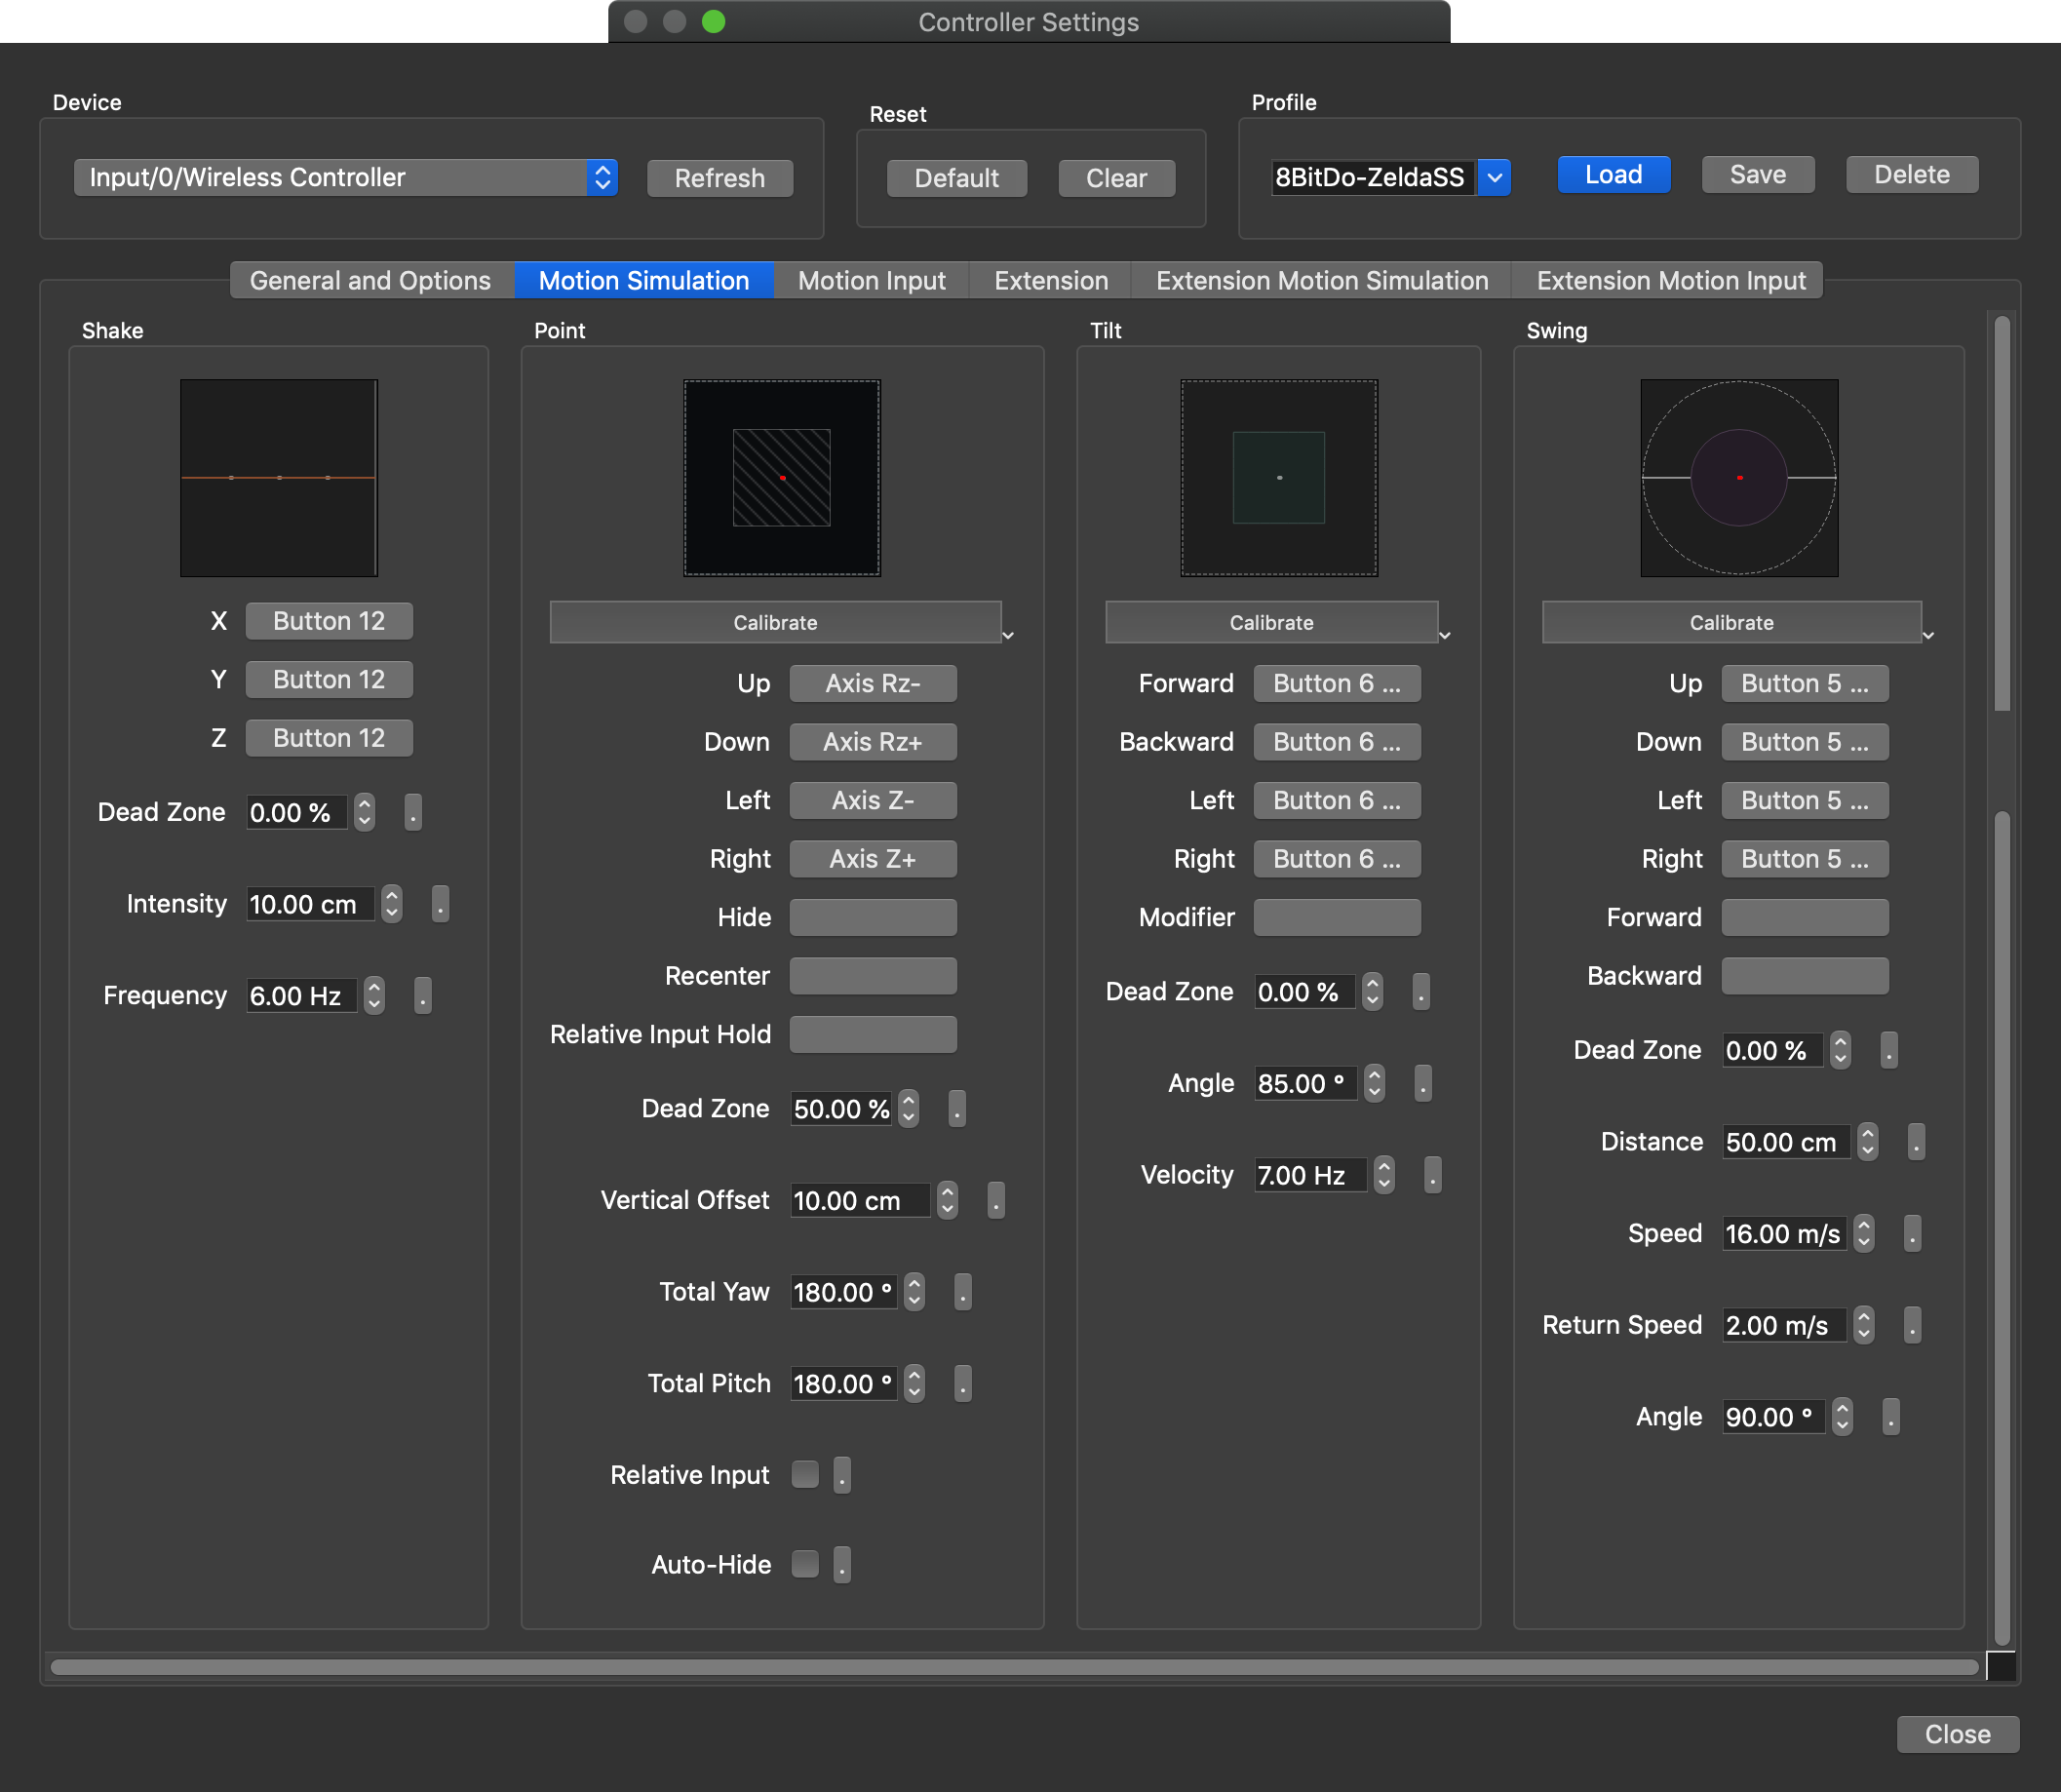 Controller Settings
Device
Input/0/Wireless Controller
Refresh
Reset
Default
Clear
Profile
8BitDo-ZeldaSS
Load
Save
Delete
General and Options
Motion Simulation
Motion Input
Extension
Extension Motion Simulation
Extension Motion Input
Shake
X Button 12
Y Button 12
Z Button 12
Dead Zone 0.00 % .
Intensity 10.00 cm .
Frequency 6.00 Hz .
Point
Calibrate
Up Axis Rz-
Down Axis Rz+
Left Axis Z-
Right Axis Z+
Hide
Recenter
Relative Input Hold
Dead Zone 50.00 % .
Vertical Offset 10.00 cm .
Total Yaw 180.00 ° .
Total Pitch 180.00 ° .
Relative Input .
Auto-Hide .
Tilt
Calibrate
Forward Button 6 ...
Backward Button 6 ...
Left Button 6 ...
Right Button 6 ...
Modifier
Dead Zone 0.00 % .
Angle 85.00 ° .
Velocity 7.00 Hz .
Swing
Calibrate
Up Button 5 ...
Down Button 5 ...
Left Button 5 ...
Right Button 5 ...
Forward
Backward
Dead Zone 0.00 % .
Distance 50.00 cm .
Speed 16.00 m/s .
Return Speed 2.00 m/s .
Angle 90.00 ° .
Close